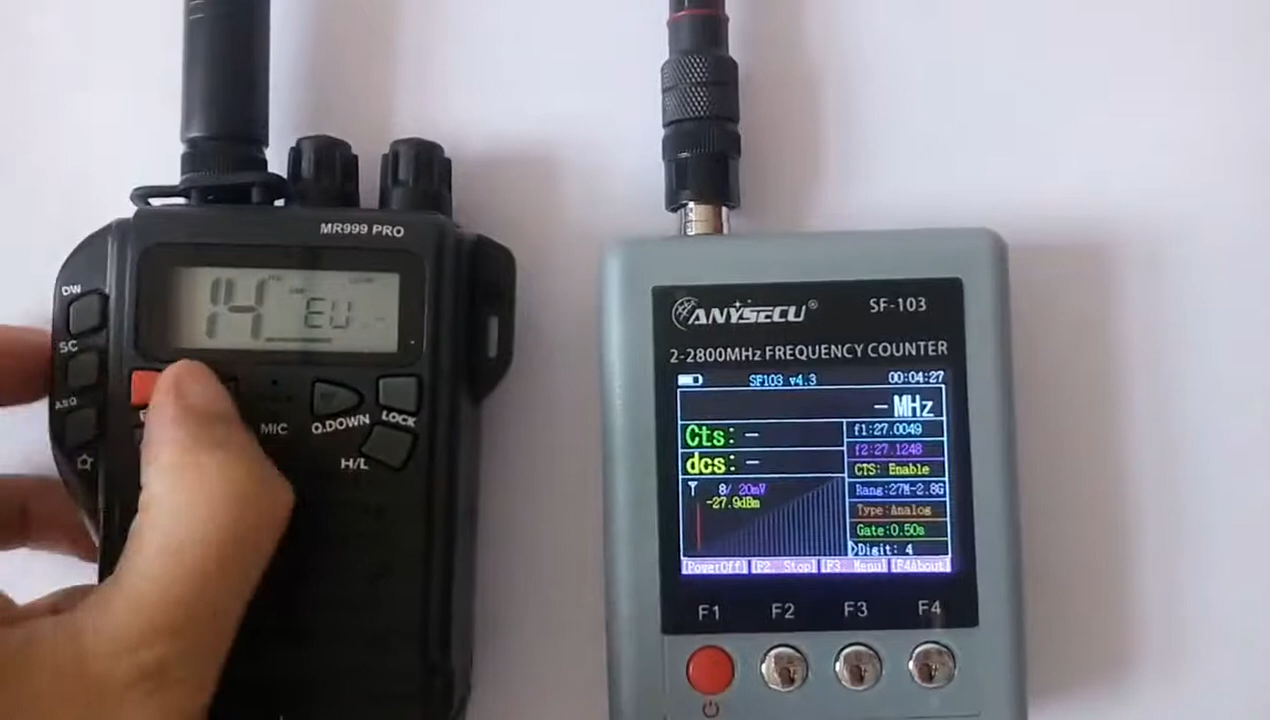 MR999 PRO
14 EU
DW
SC
MIC
Q.DOWN
LOCK
H/L
ANYSECU®
SF-103
2-2800MHz FREQUENCY COUNTER
SF103 v4.3
00:04:27
-MHz
Cts: -
dcs: -
f1:27.0049
f2:27.1248
CTS: Enable
Rang:27M-2.8G
Type:Analog
Gate:0.50s
Digit: 4
8/ 20mV
-27.9dBm
[PowerOff] [F2. Stop] [F3. Menu] [F4About]
F1 F2 F3 F4